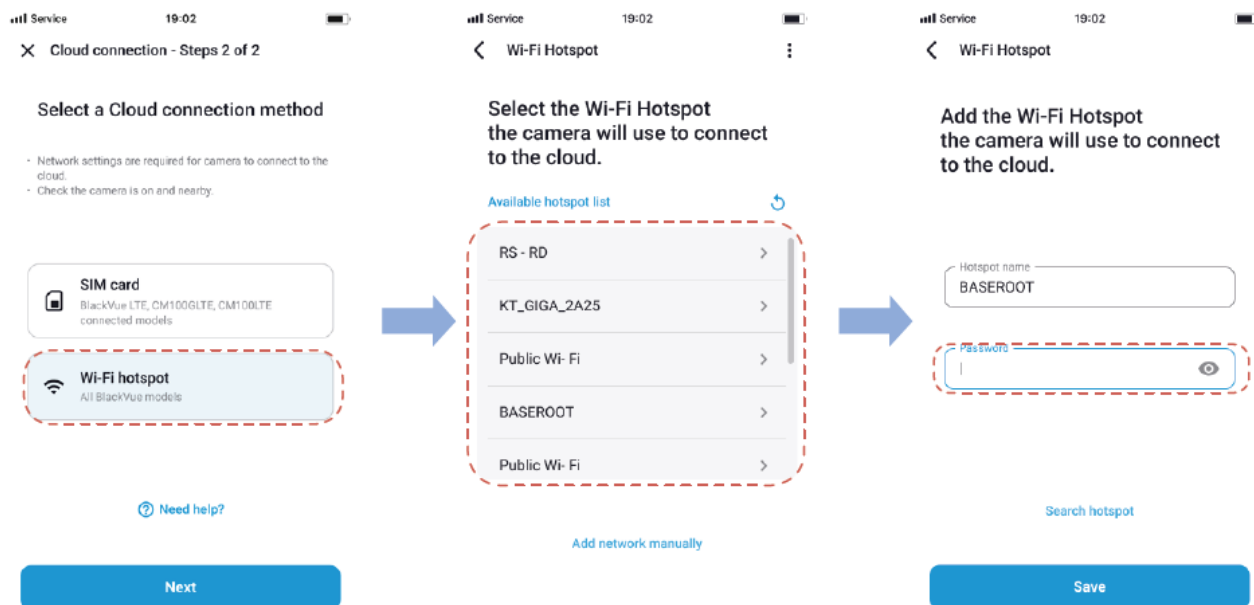 Service 19:02
Cloud connection - Steps 2 of 2
Select a Cloud connection method
- Network settings are required for camera to connect to the
cloud.
- Check the camera is on and nearby.
SIM card
BlackVue LTE, CM100GLTE, CM100LTE
connected models
Wi-Fi hotspot
All BlackVue models
Need help?
Next
Service 19:02
Wi-Fi Hotspot
Select the Wi-Fi Hotspot
the camera will use to connect
to the cloud.
Available hotspot list
RS - RD
KT_GIGA_2A25
Public Wi- Fi
BASEROOT
Public Wi- Fi
Add network manually
Service 19:02
Wi-Fi Hotspot
Add the Wi-Fi Hotspot
the camera will use to connect
to the cloud.
Hotspot name
BASEROOT
Password
Search hotspot
Save